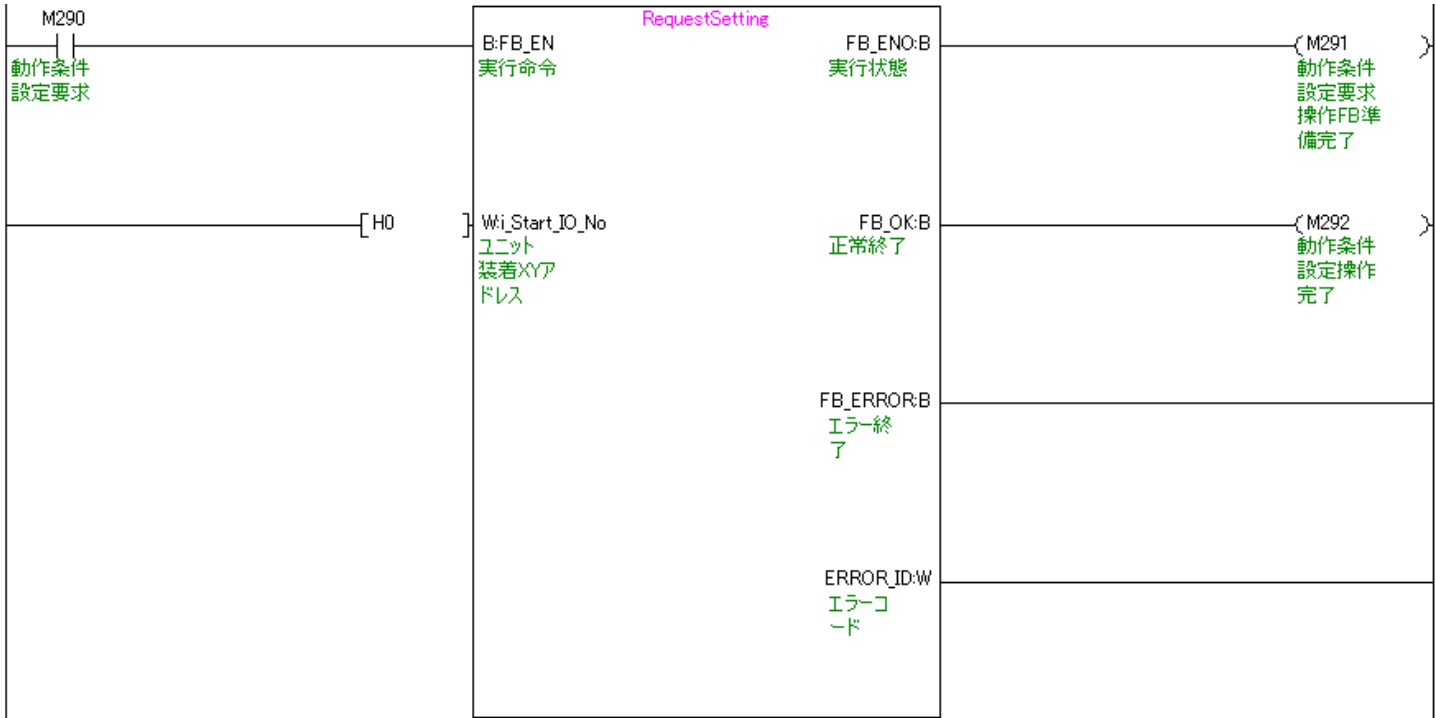 M290
RequestSetting
B:FB_EN
FB_ENO:B
M291
動作条件
設定要求
実行命令
実行状態
動作条件
設定要求
操作FB準
備完了
H0
W:i_Start_IO_No
FB_OK:B
M292
ユニット
装着XYア
ドレス
正常終了
動作条件
設定操作
完了
FB_ERROR:B
エラー終
了
ERROR_ID:W
エラーコ
ード